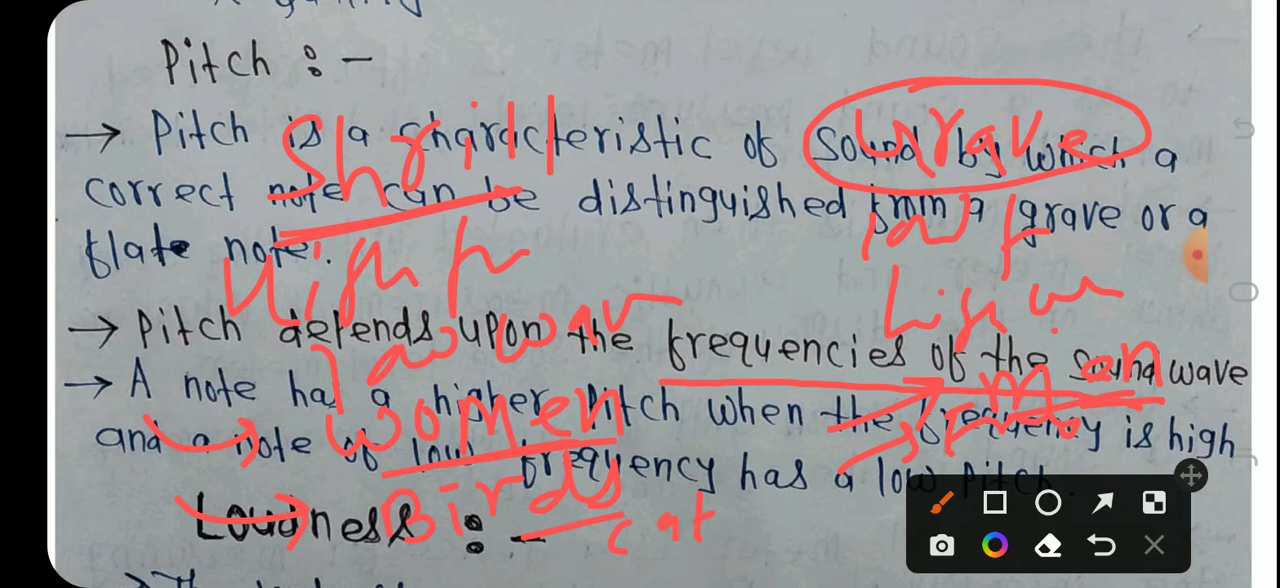 Pitch :-
→ Pitch is a characteristic of sound by which a
correct note can be distinguished from a grave or a
flate note.
→ Pitch depends upon the frequencies of the sound wave
→ A note has a higher Pitch when the frequency is high
and a note of low frequency has a low Pitch.
Loudness :-
Shrill
Grave
High f
low f
low
women
Birds
cat
high
men